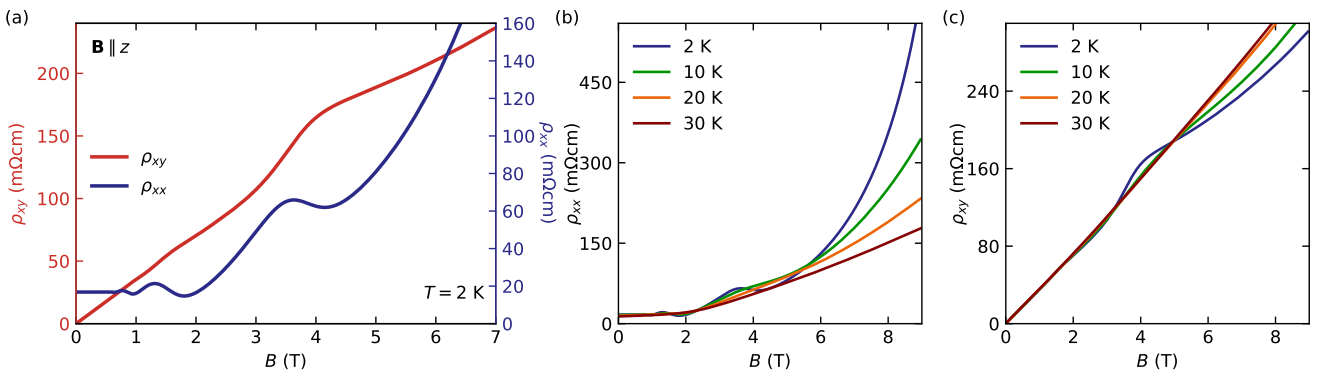 (a)
B ∥ z
ρxy
ρxx
T = 2 K
ρxy (mΩcm)
0
50
100
150
200
ρxx (mΩcm)
0
20
40
60
80
100
120
140
160
0 1 2 3 4 5 6 7
B (T)
(b)
2 K
10 K
20 K
30 K
ρxx (mΩcm)
0
150
300
450
0 2 4 6 8
B (T)
(c)
2 K
10 K
20 K
30 K
ρxy (mΩcm)
0
80
160
240
0 2 4 6 8
B (T)